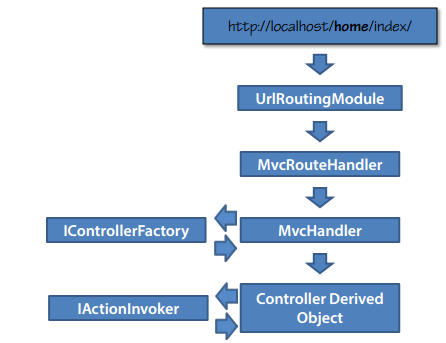 http://localhost/home/index/
UrlRoutingModule
MvcRouteHandler
IControllerFactory
MvcHandler
IActionInvoker
Controller Derived
Object